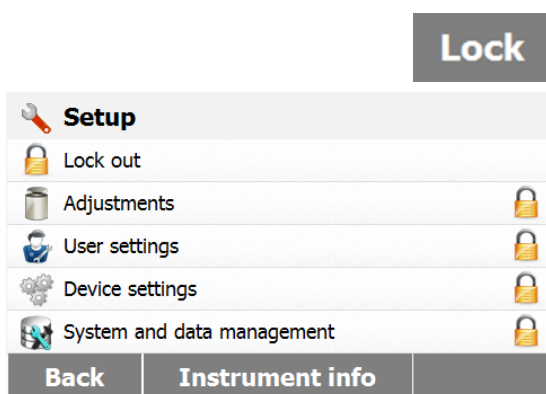 Lock
Setup
Lock out
Adjustments
User settings
Device settings
System and data management
Back Instrument info